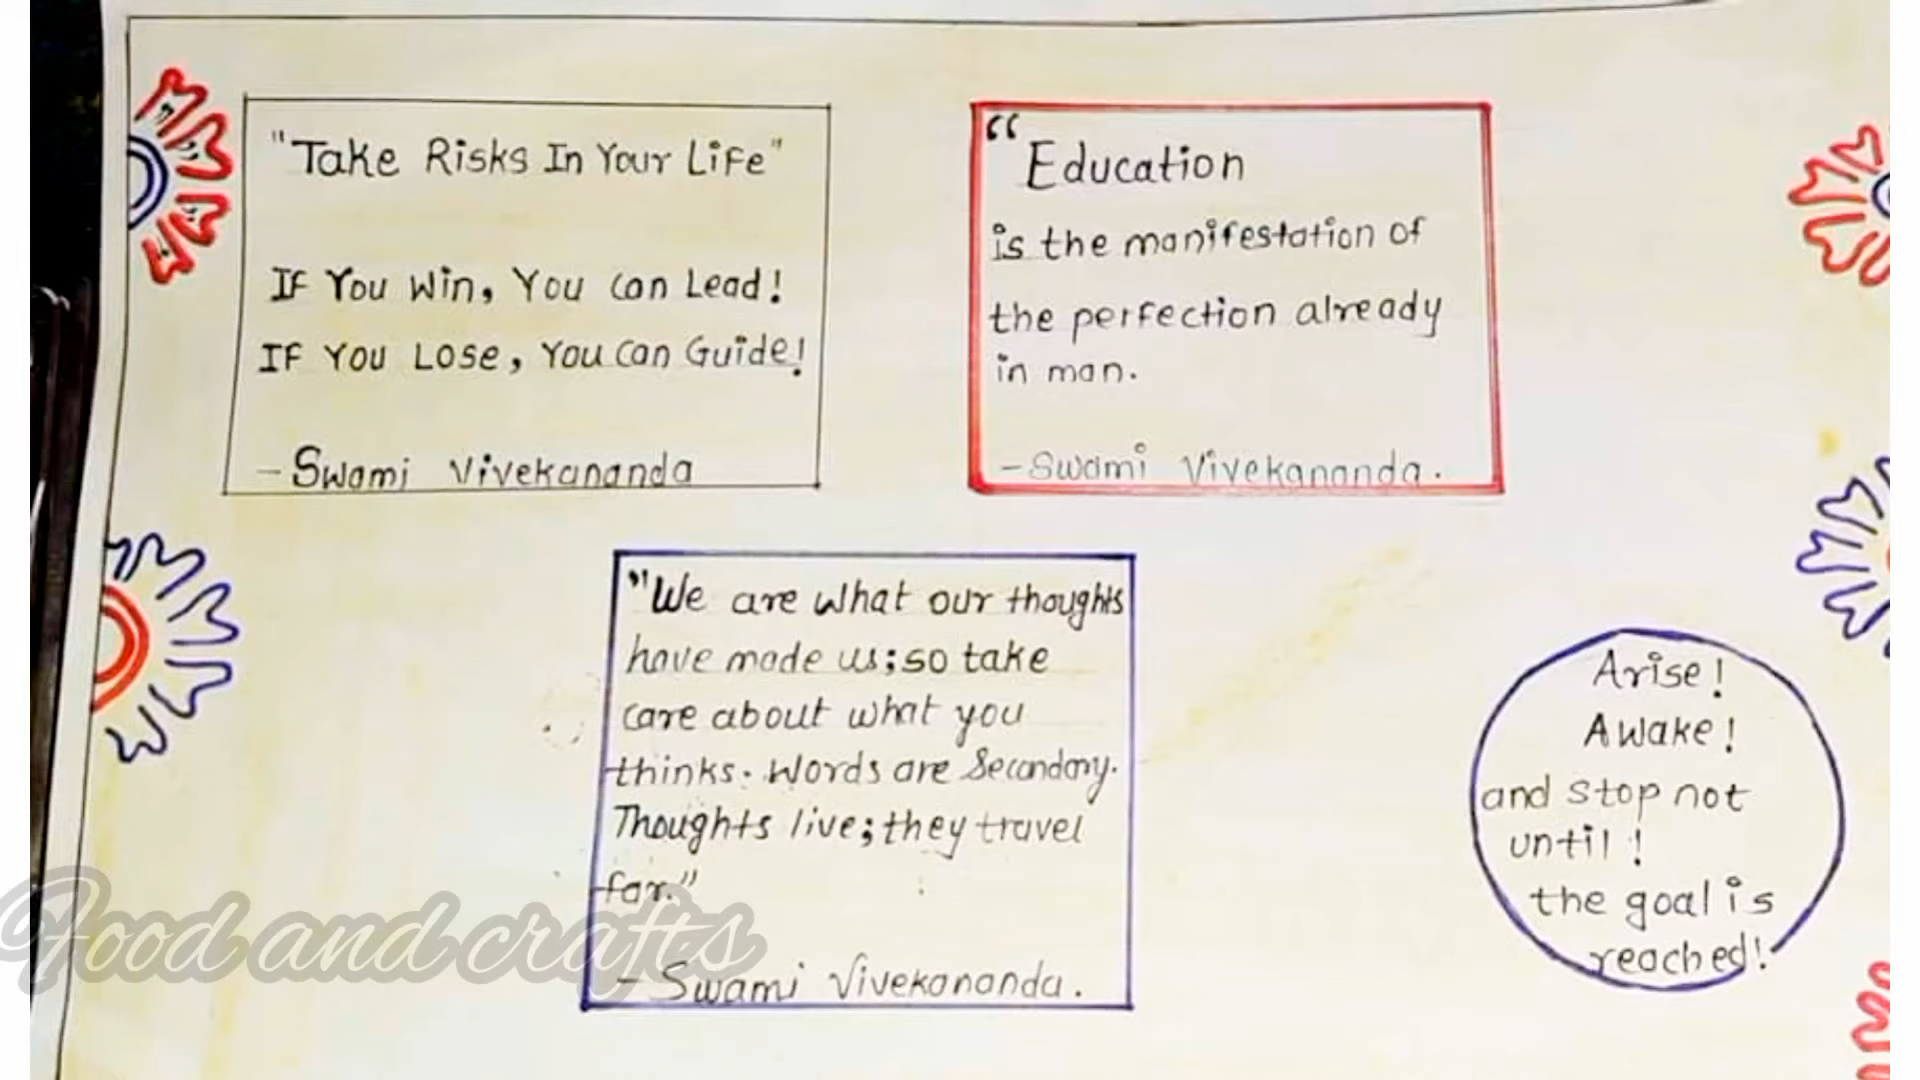 "Take Risks In Your Life"
If You Win, You can Lead!
If You Lose, You Can Guide!
- Swami Vivekananda
"Education
is the manifestation of
the perfection already
in man.
- Swami Vivekananda.
"We are what our thoughts
have made us; so take
care about what you
thinks. Words are Secondary.
Thoughts live; they travel
far."
- Swami Vivekananda.
Arise!
Awake!
and stop not
until!
the goal is
reached!
Food and crafts